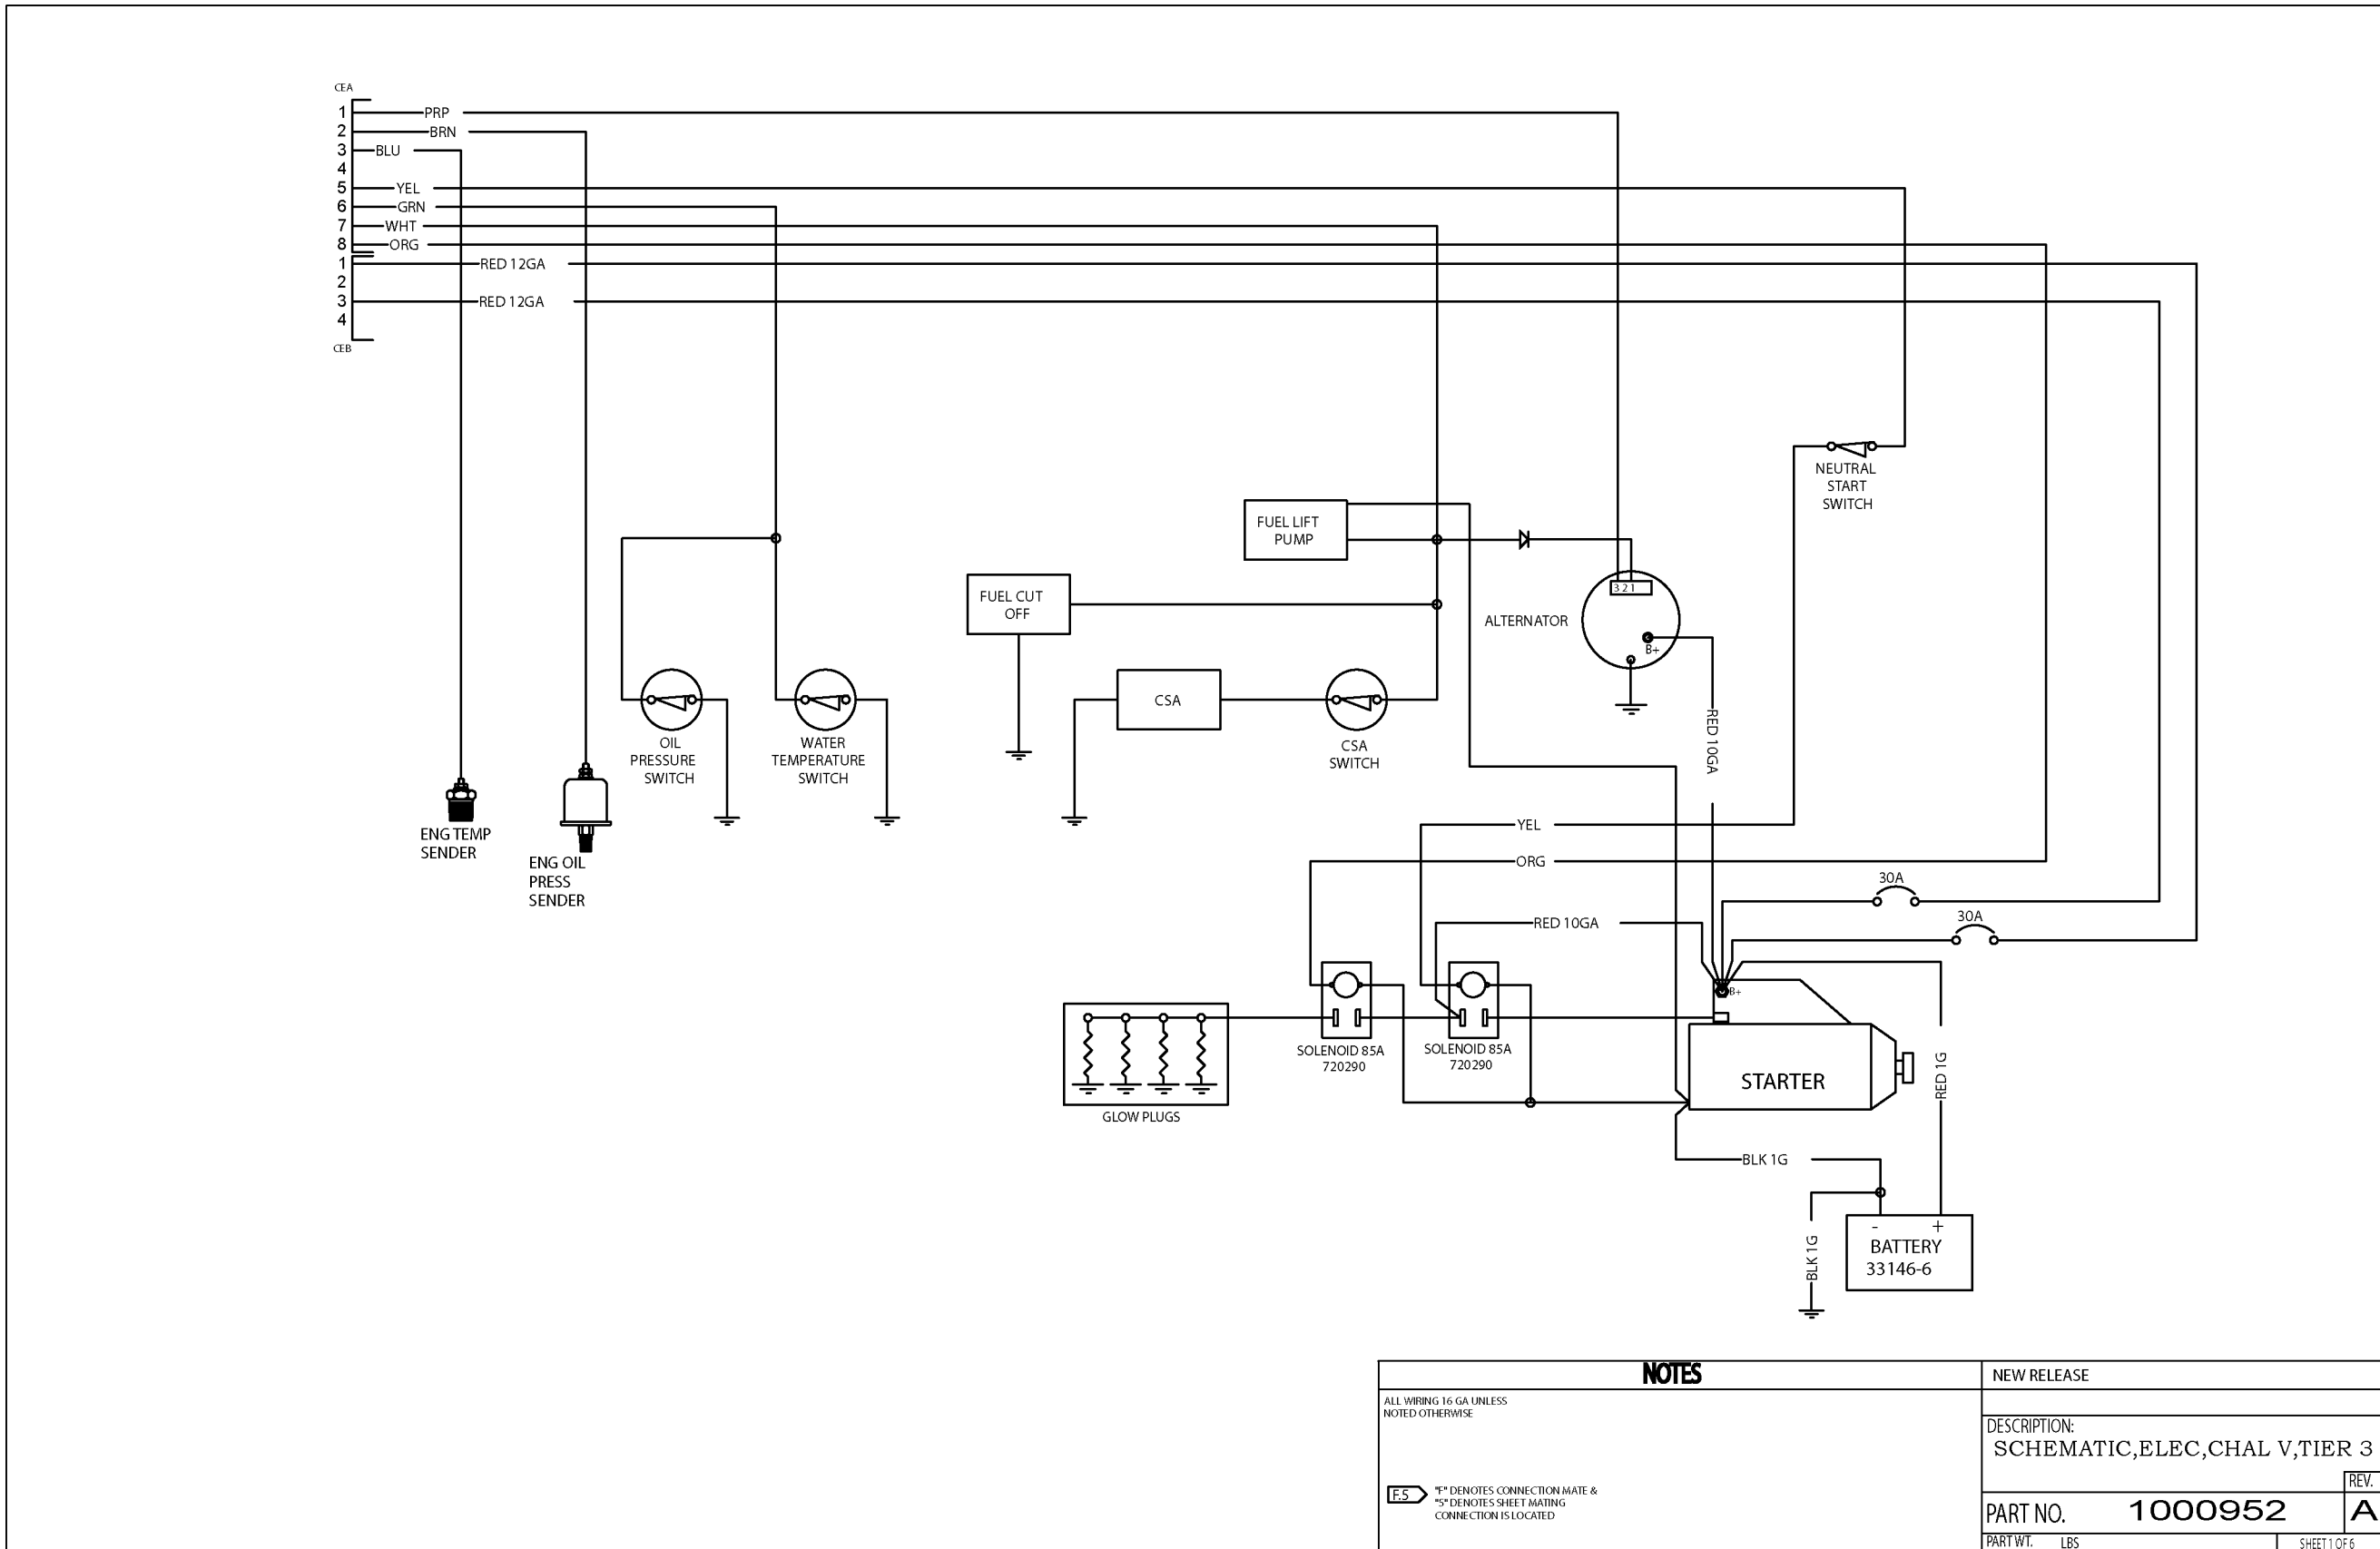 CEA
1 PRP
2 BRN
3 BLU
4
5 YEL
6 GRN
7 WHT
8 ORG
1 RED 12GA
2
3 RED 12GA
4
CEB
NEUTRAL
START
SWITCH
FUEL LIFT
PUMP
FUEL CUT
OFF
3 2 1
ALTERNATOR
B+
CSA
OIL
PRESSURE
SWITCH
WATER
TEMPERATURE
SWITCH
CSA
SWITCH
RED 10GA
ENG TEMP
SENDER
ENG OIL
PRESS
SENDER
YEL
ORG
30A
30A
RED 10GA
B+
SOLENOID 85A
720290
SOLENOID 85A
720290
STARTER
RED 1G
GLOW PLUGS
BLK 1G
- +
BATTERY
33146-6
BLK 1G
NOTES
ALL WIRING 16 GA UNLESS
NOTED OTHERWISE
F.5
"F" DENOTES CONNECTION MATE &
"5" DENOTES SHEET MATING
CONNECTION IS LOCATED
NEW RELEASE
DESCRIPTION:
SCHEMATIC,ELEC,CHAL V,TIER 3
REV.
PART NO. 1000952 A
PART WT. LBS SHEET 1 OF 6